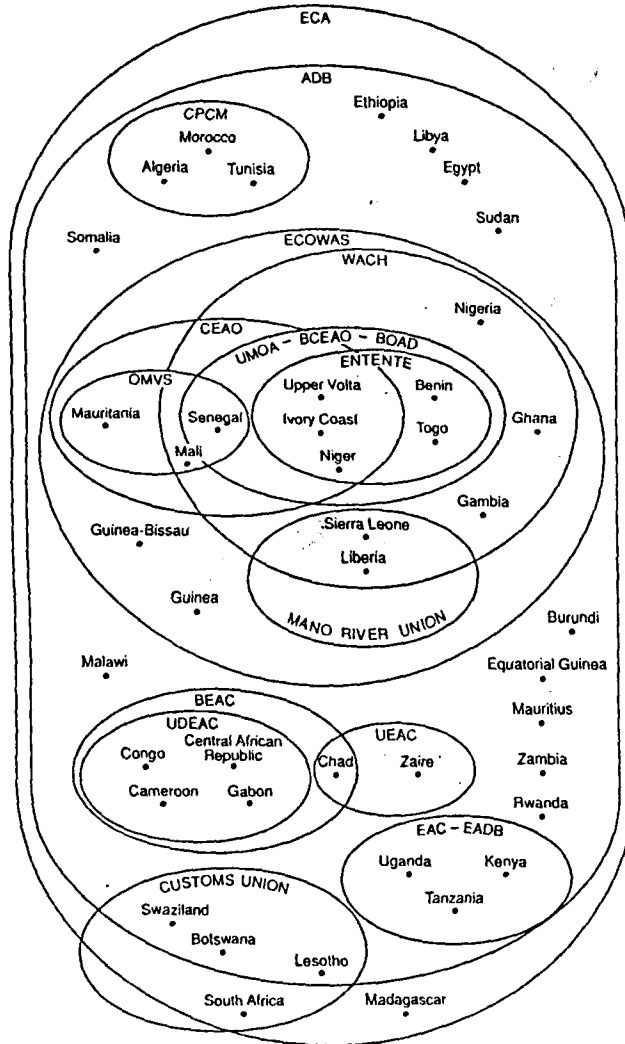 ECA
ADB
CPCM
Morocco
Algeria
Tunisia
Ethiopia
Libya
Egypt
Sudan
Somalia
ECOWAS
WACH
Nigeria
CEAO
UMOA – BCEAO – BOAD
ENTENTE
OMVS
Upper Volta
Benin
Mauritania
Senegal
Ivory Coast
Togo
Ghana
Mali
Niger
Gambia
Guinea-Bissau
Sierra Leone
Liberia
Guinea
MANO RIVER UNION
Burundi
Malawi
Equatorial Guinea
BEAC
Mauritius
UDEAC
UEAC
Congo
Central African
Republic
Chad
Zaire
Zambia
Cameroon
Gabon
Rwanda
EAC – EADB
Uganda
Kenya
Tanzania
CUSTOMS UNION
Swaziland
Botswana
Lesotho
South Africa
Madagascar